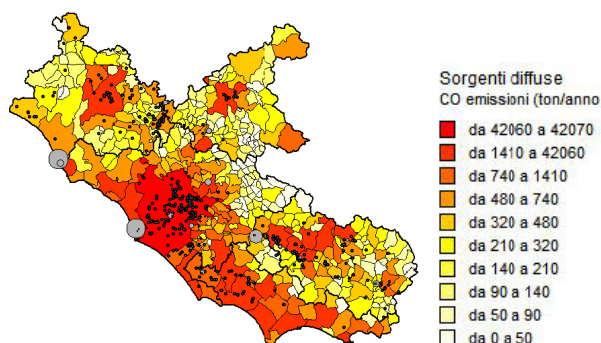 Sorgenti diffuse
CO emissioni (ton/anno
da 42060 a 42070
da 1410 a 42060
da 740 a 1410
da 480 a 740
da 320 a 480
da 210 a 320
da 140 a 210
da 90 a 140
da 50 a 90
da 0 a 50